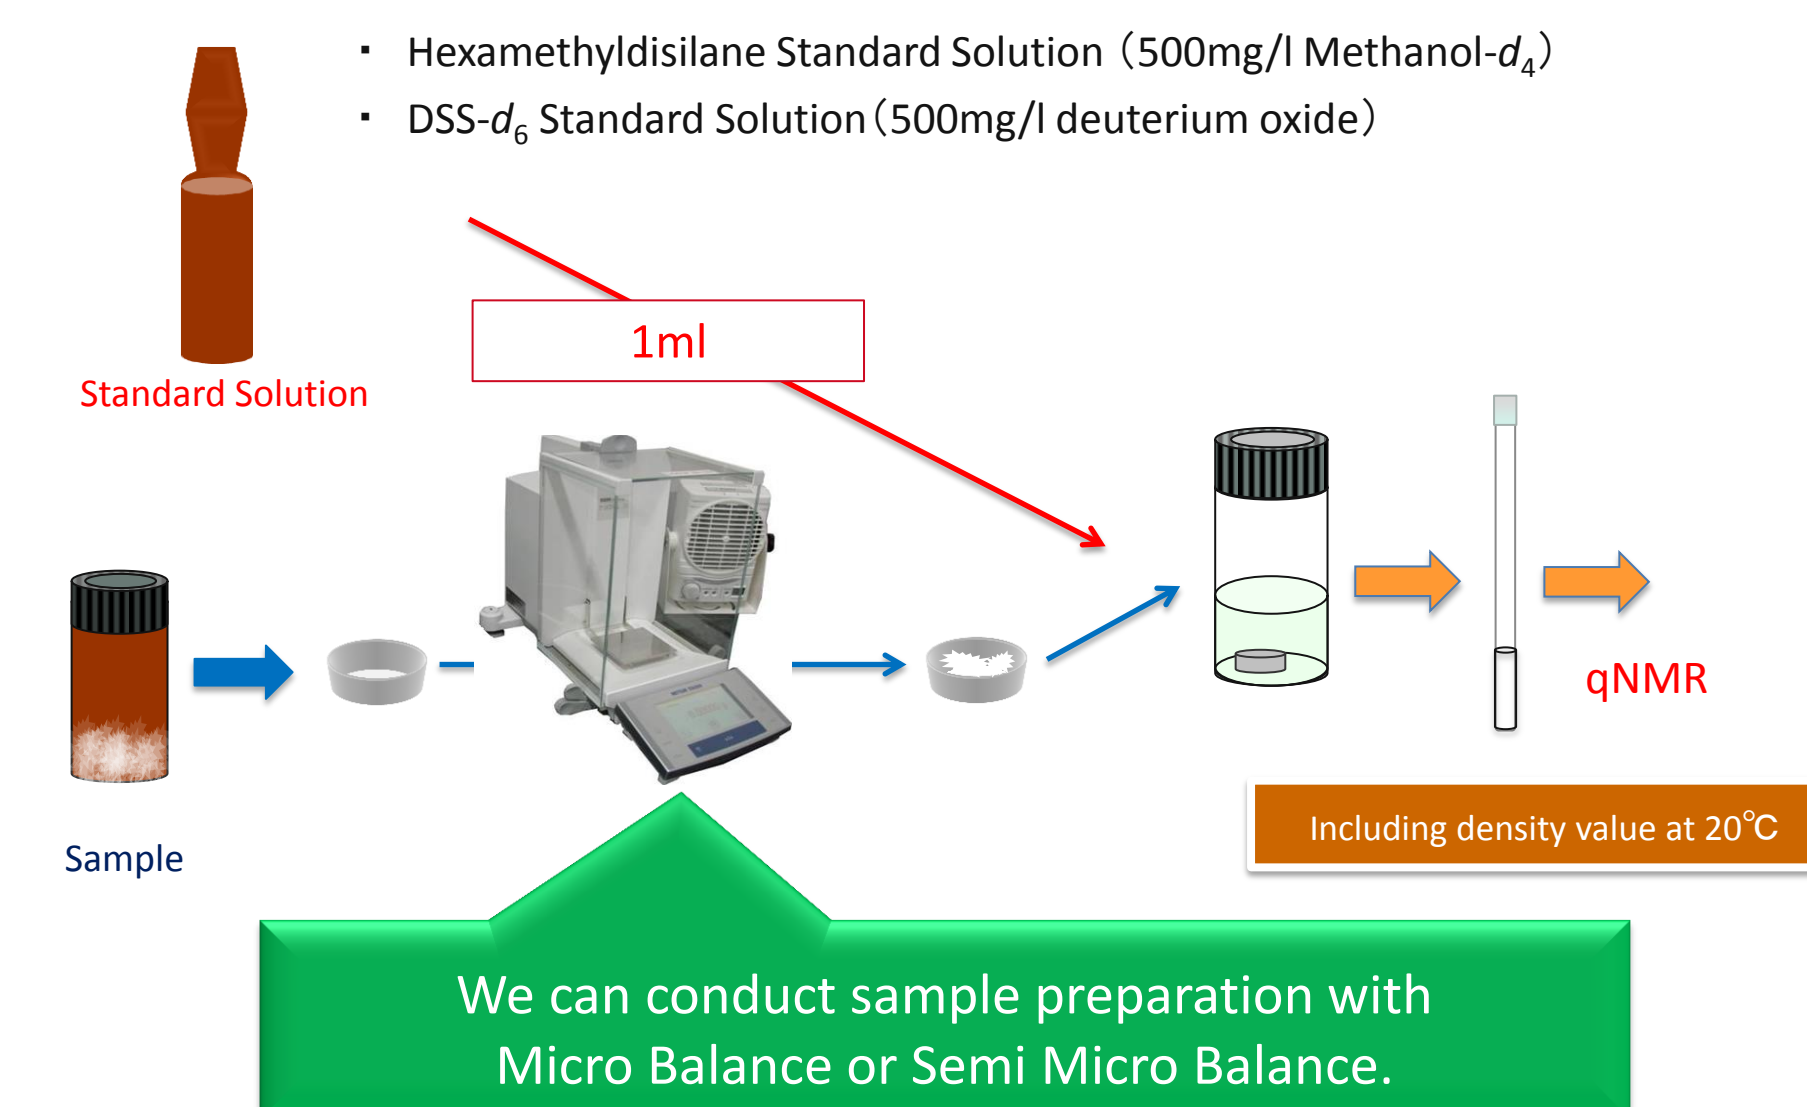 ・ Hexamethyldisilane Standard Solution（500mg/l Methanol-d4）
・ DSS-d6 Standard Solution（500mg/l deuterium oxide）
1ml
Standard Solution
qNMR
Including density value at 20℃
Sample
We can conduct sample preparation with
Micro Balance or Semi Micro Balance.